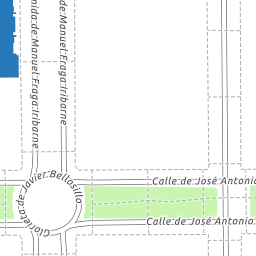 nida de Manuel Fraga Iribarne
de Manuel Fraga Iribarne
Glorieta de Javier Bellosillo
Calle de José Antonio
Calle de José Antonio